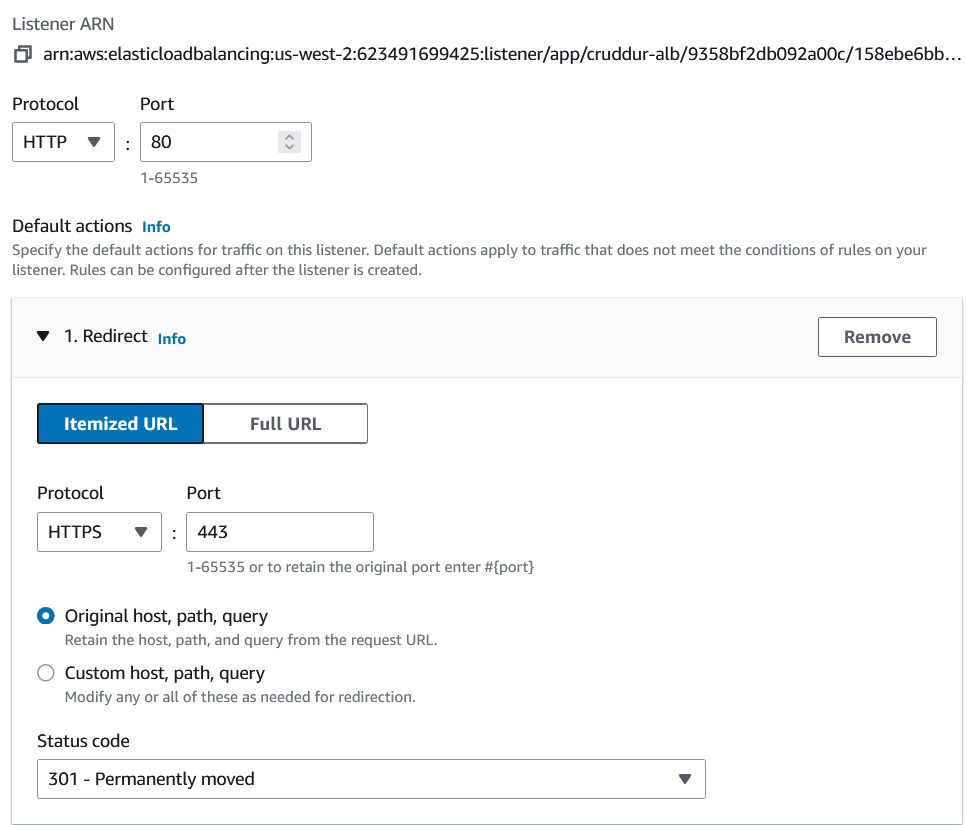 Listener ARN
arn:aws:elasticloadbalancing:us-west-2:623491699425:listener/app/cruddur-alb/9358bf2db092a00c/158ebe6bb...
Protocol Port
HTTP : 80
1-65535
Default actions Info
Specify the default actions for traffic on this listener. Default actions apply to traffic that does not meet the conditions of rules on your
listener. Rules can be configured after the listener is created.
1. Redirect Info Remove
Itemized URL Full URL
Protocol Port
HTTPS : 443
1-65535 or to retain the original port enter #{port}
Original host, path, query
Retain the host, path, and query from the request URL.
Custom host, path, query
Modify any or all of these as needed for redirection.
Status code
301 - Permanently moved